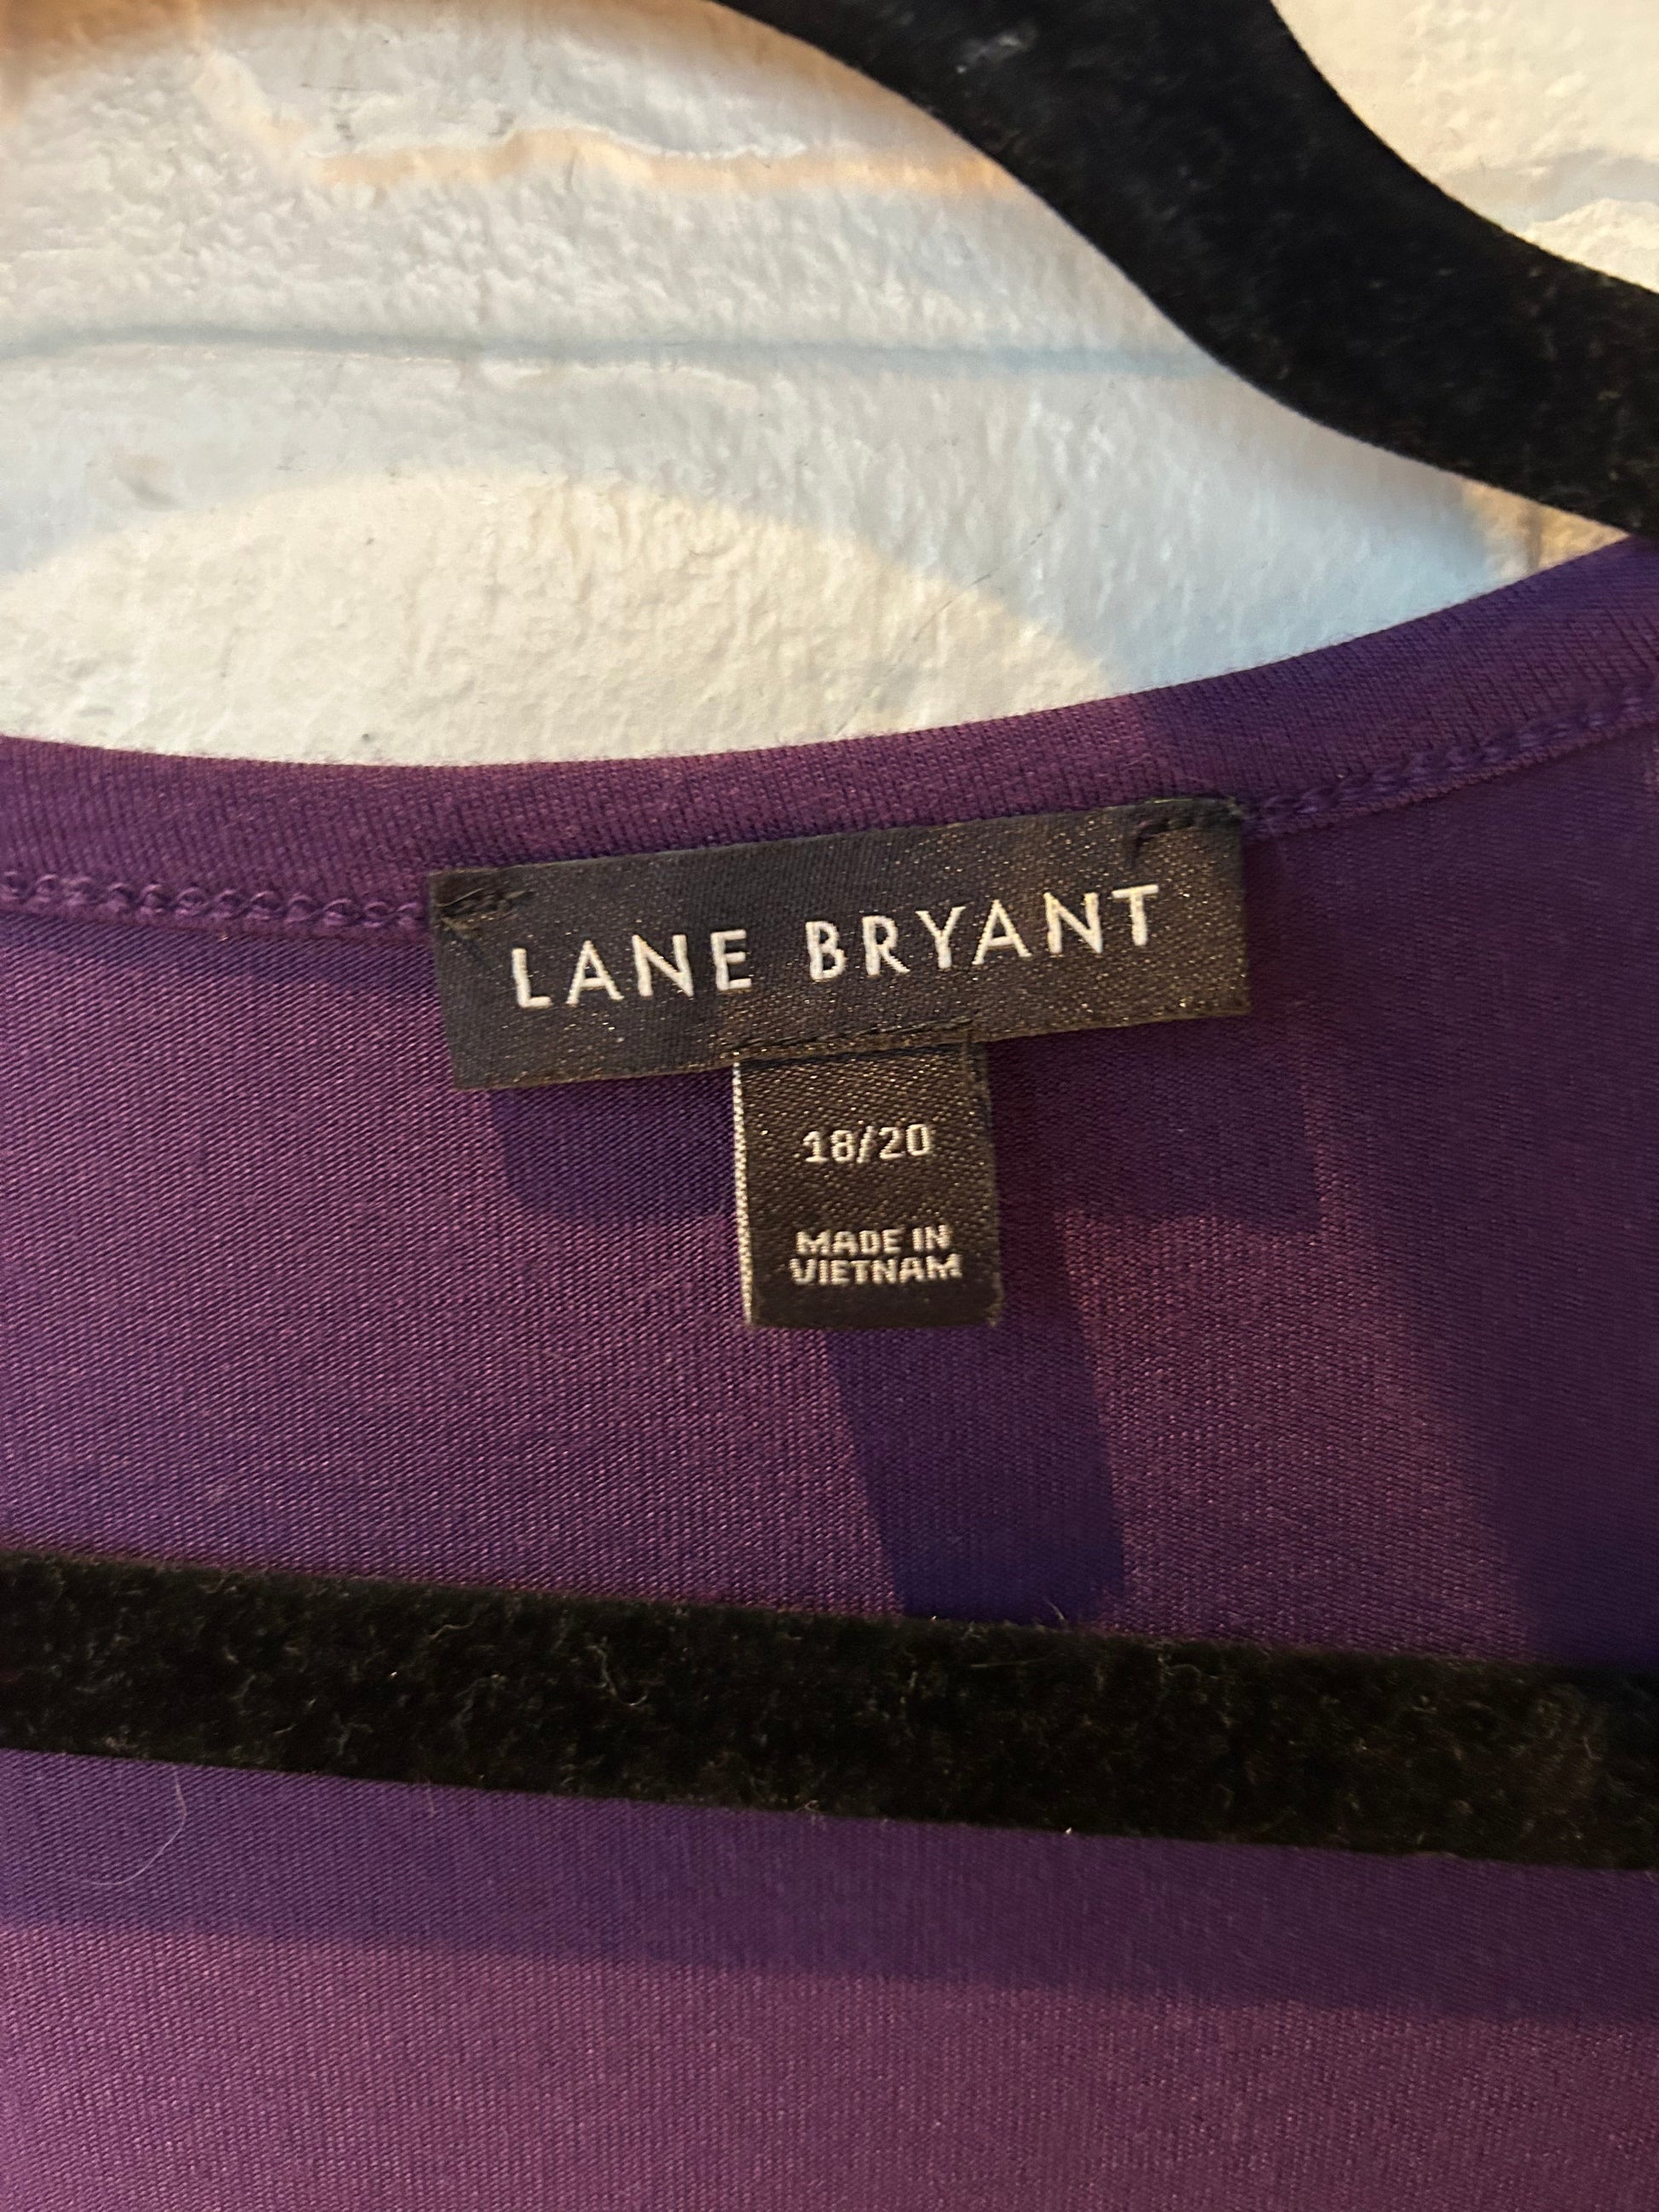 LANE BRYANT
18/20
MADE IN
VIETNAM